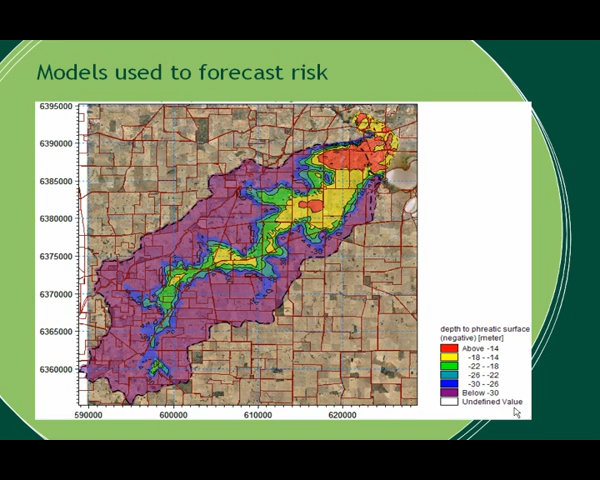 Models used to forecast risk
6395000
6390000
6385000
6380000
6375000
6370000
6365000
6360000
590000 600000 610000 620000
depth to phreatic surface
(negative) [meter]
Above -14
-18 - -14
-22 - -18
-26 - -22
-30 - -26
Below -30
Undefined Value